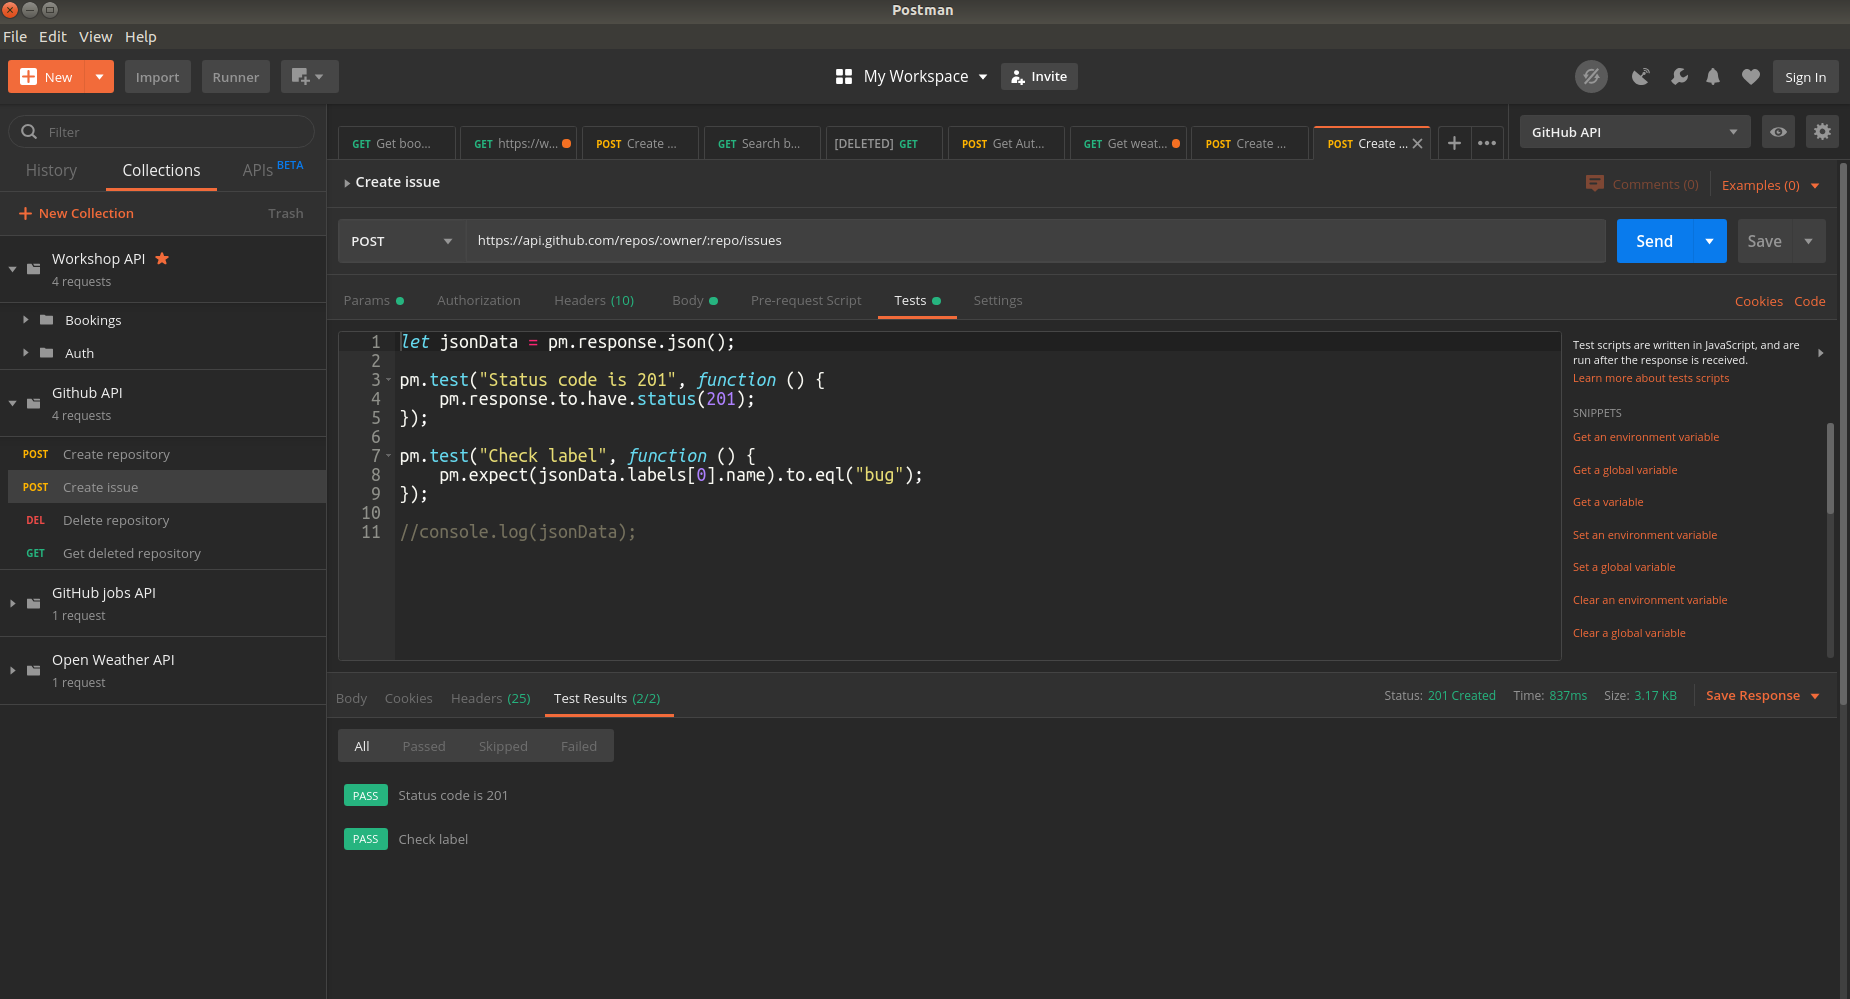 Postman
File Edit View Help
New Import Runner My Workspace Invite Sign In
Filter
History Collections APIs BETA
New Collection Trash
Workshop API
4 requests
Bookings
Auth
Github API
4 requests
POST Create repository
POST Create issue
DEL Delete repository
GET Get deleted repository
GitHub jobs API
1 request
Open Weather API
1 request
GET Get boo... GET https://w... POST Create ... GET Search b... [DELETED] GET POST Get Aut... GET Get weat... POST Create ... POST Create ... GitHub API
Create issue Comments (0) Examples (0)
POST https://api.github.com/repos/:owner/:repo/issues Send Save
Params Authorization Headers (10) Body Pre-request Script Tests Settings Cookies Code
1 let jsonData = pm.response.json();
2
3 pm.test("Status code is 201", function () {
4 pm.response.to.have.status(201);
5 });
6
7 pm.test("Check label", function () {
8 pm.expect(jsonData.labels[0].name).to.eql("bug");
9 });
10
11 //console.log(jsonData);
Test scripts are written in JavaScript, and are
run after the response is received.
Learn more about tests scripts
SNIPPETS
Get an environment variable
Get a global variable
Get a variable
Set an environment variable
Set a global variable
Clear an environment variable
Clear a global variable
Body Cookies Headers (25) Test Results (2/2) Status: 201 Created Time: 837ms Size: 3.17 KB Save Response
All Passed Skipped Failed
PASS Status code is 201
PASS Check label